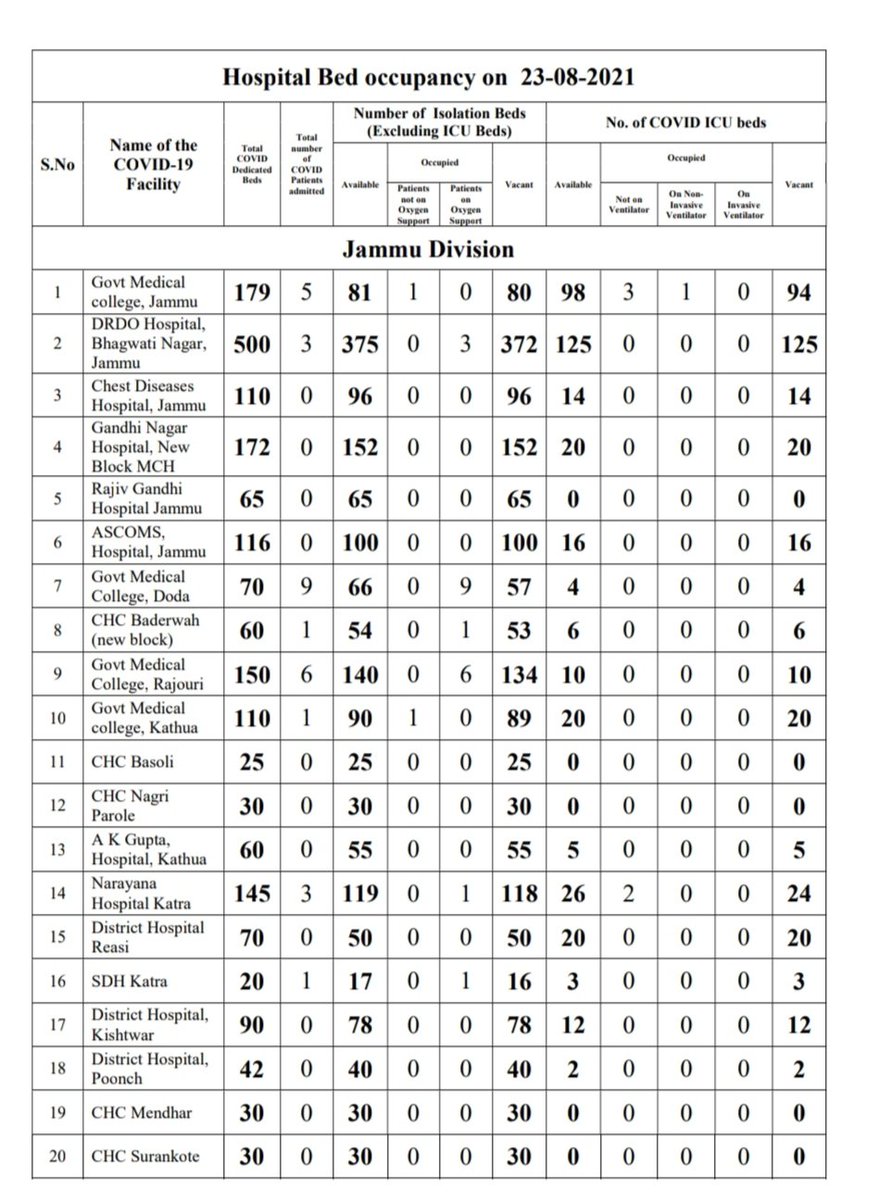 Hospital Bed occupancy on 23-08-2021
S.No
Name of the
COVID-19
Facility
Total
COVID
Dedicated
Beds
Total
number
of
COVID
Patients
admitted
Number of Isolation Beds
(Excluding ICU Beds)
No. of COVID ICU beds
Available
Occupied
Vacant
Available
Occupied
Vacant
Patients
not on
Oxygen
Support
Patients
on
Oxygen
Support
Not on
Ventilator
On Non-
Invasive
Ventilator
On
Invasive
Ventilator
Jammu Division
1 Govt Medical
college, Jammu 179 5 81 1 0 80 98 3 1 0 94
2 DRDO Hospital,
Bhagwati Nagar,
Jammu 500 3 375 0 3 372 125 0 0 0 125
3 Chest Diseases
Hospital, Jammu 110 0 96 0 0 96 14 0 0 0 14
4 Gandhi Nagar
Hospital, New
Block MCH 172 0 152 0 0 152 20 0 0 0 20
5 Rajiv Gandhi
Hospital Jammu 65 0 65 0 0 65 0 0 0 0 0
6 ASCOMS,
Hospital, Jammu 116 0 100 0 0 100 16 0 0 0 16
7 Govt Medical
College, Doda 70 9 66 0 9 57 4 0 0 0 4
8 CHC Baderwah
(new block) 60 1 54 0 1 53 6 0 0 0 6
9 Govt Medical
College, Rajouri 150 6 140 0 6 134 10 0 0 0 10
10 Govt Medical
college, Kathua 110 1 90 1 0 89 20 0 0 0 20
11 CHC Basoli 25 0 25 0 0 25 0 0 0 0 0
12 CHC Nagri
Parole 30 0 30 0 0 30 0 0 0 0 0
13 A K Gupta,
Hospital, Kathua 60 0 55 0 0 55 5 0 0 0 5
14 Narayana
Hospital Katra 145 3 119 0 1 118 26 2 0 0 24
15 District Hospital
Reasi 70 0 50 0 0 50 20 0 0 0 20
16 SDH Katra 20 1 17 0 1 16 3 0 0 0 3
17 District Hospital,
Kishtwar 90 0 78 0 0 78 12 0 0 0 12
18 District Hospital,
Poonch 42 0 40 0 0 40 2 0 0 0 2
19 CHC Mendhar 30 0 30 0 0 30 0 0 0 0 0
20 CHC Surankote 30 0 30 0 0 30 0 0 0 0 0